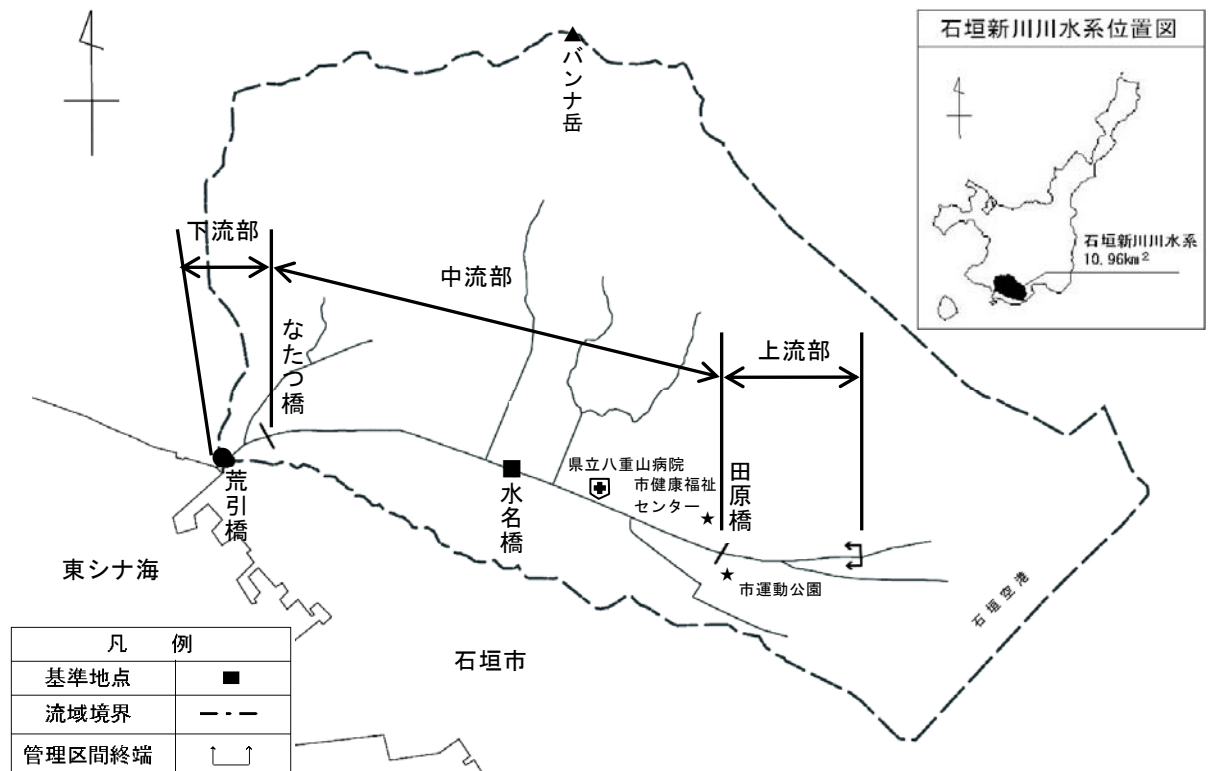 石垣新川川水系位置図
石垣新川川水系
10.96km²
バンナ岳
下流部
中流部
上流部
なたつ橋
荒引橋
水名橋
県立八重山病院
市健康福祉
センター
田原橋
市運動公園
石垣空港
東シナ海
石垣市
凡 例
基準地点
流域境界
管理区間終端